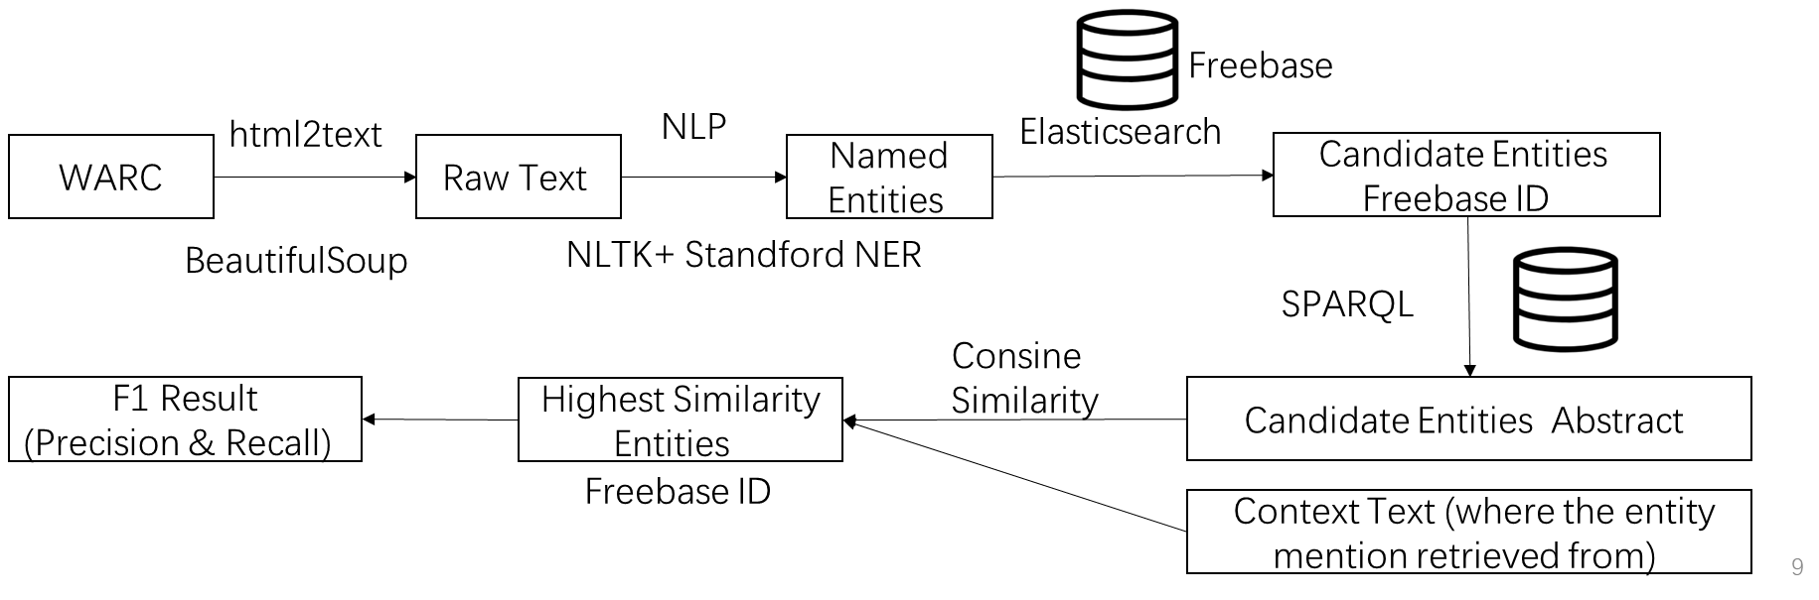 Freebase
html2text
NLP
Elasticsearch
WARC
Raw Text
Named
Entities
Candidate Entities
Freebase ID
BeautifulSoup
NLTK+ Standford NER
SPARQL
Consine
Similarity
F1 Result
(Precision & Recall)
Highest Similarity
Entities
Candidate Entities Abstract
Freebase ID
Context Text (where the entity
mention retrieved from)
9